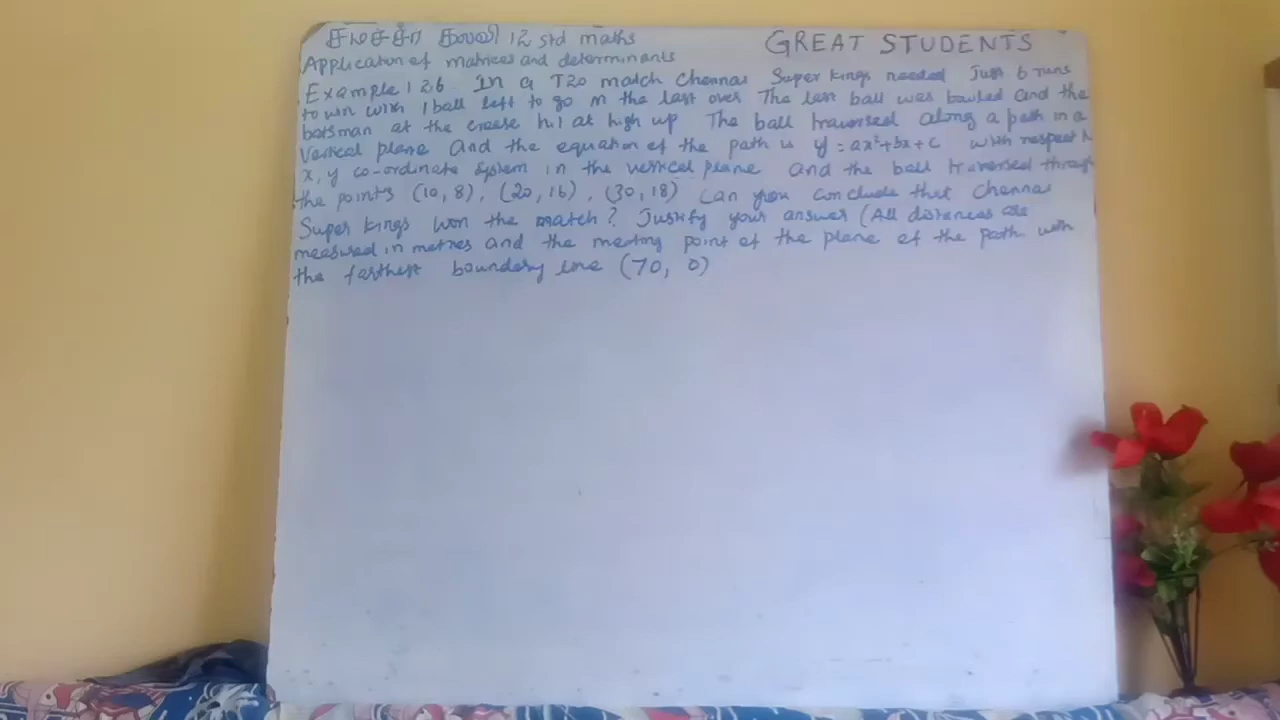 சமச்சீர் கல்வி 12 std maths GREAT STUDENTS
Application of matrices and determinants
Example 1 26. In a T20 match Chennai Super kings needed Just 6 runs
to win with 1 ball left to go in the last over The last ball was bowled and the
batsman at the crease hit at high up The ball traversed along a path in a
Vertical plane and the equation of the path is y = ax²+bx+c with respect to
x, y co-ordinate system in the vertical plane and the ball traversed through
the points (10, 8), (20, 16), (30, 18) Can you conclude that Chennai
Super kings won the match? Justify your answer (All distances are
measured in metres and the meeting point of the plane of the path with
the farthest boundary line (70, 0)